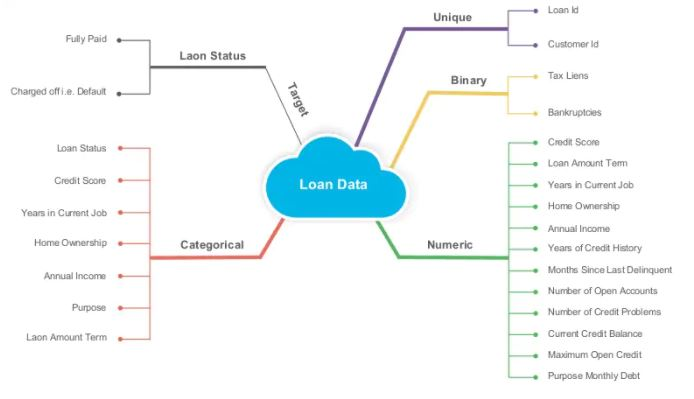 Unique
Loan Id
Customer Id
Fully Paid
Laon Status
Charged off i.e. Default
Target
Binary
Tax Liens
Bankruptcies
Loan Data
Loan Status
Credit Score
Years in Current Job
Home Ownership
Categorical
Annual Income
Purpose
Laon Amount Term
Numeric
Credit Score
Loan Amount Term
Years in Current Job
Home Ownership
Annual Income
Years of Credit History
Months Since Last Delinquent
Number of Open Accounts
Number of Credit Problems
Current Credit Balance
Maximum Open Credit
Purpose Monthly Debt